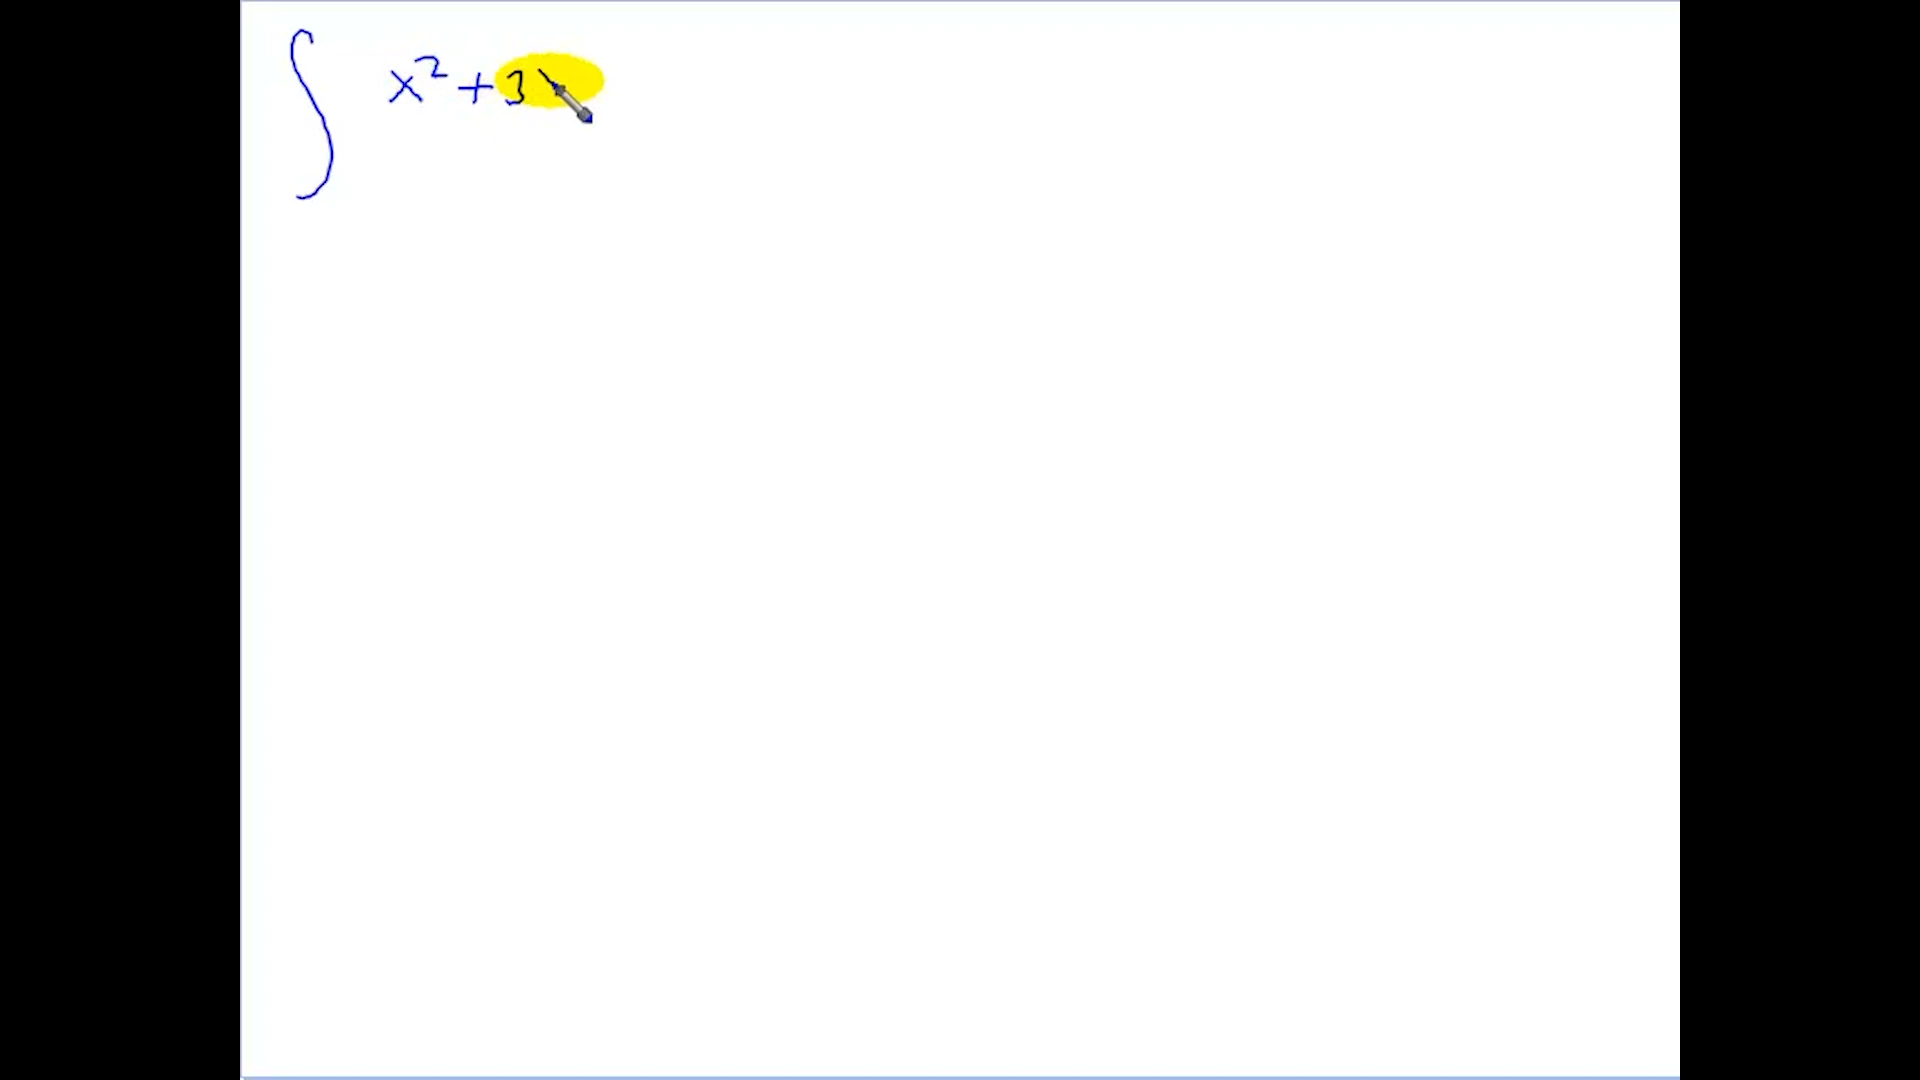 ∫ x² + 3